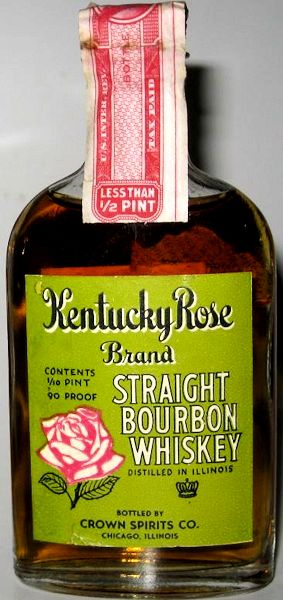 BOTTLE
U.S. INTER. REV.
TAX PAID
LESS THAN
1/2 PINT
Kentucky Rose
Brand
CONTENTS
1/10 PINT
90 PROOF
STRAIGHT
BOURBON
WHISKEY
DISTILLED IN ILLINOIS
BOTTLED BY
CROWN SPIRITS CO.
CHICAGO, ILLINOIS